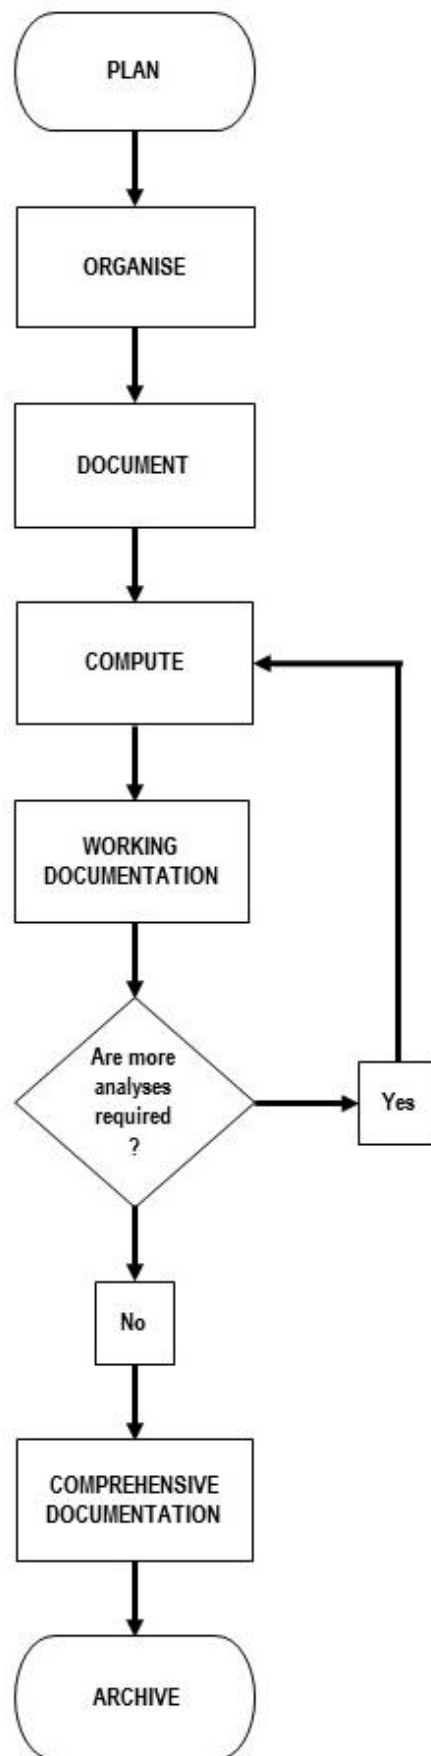 PLAN
ORGANISE
DOCUMENT
COMPUTE
WORKING
DOCUMENTATION
Are more
analyses
required
?
Yes
No
COMPREHENSIVE
DOCUMENTATION
ARCHIVE